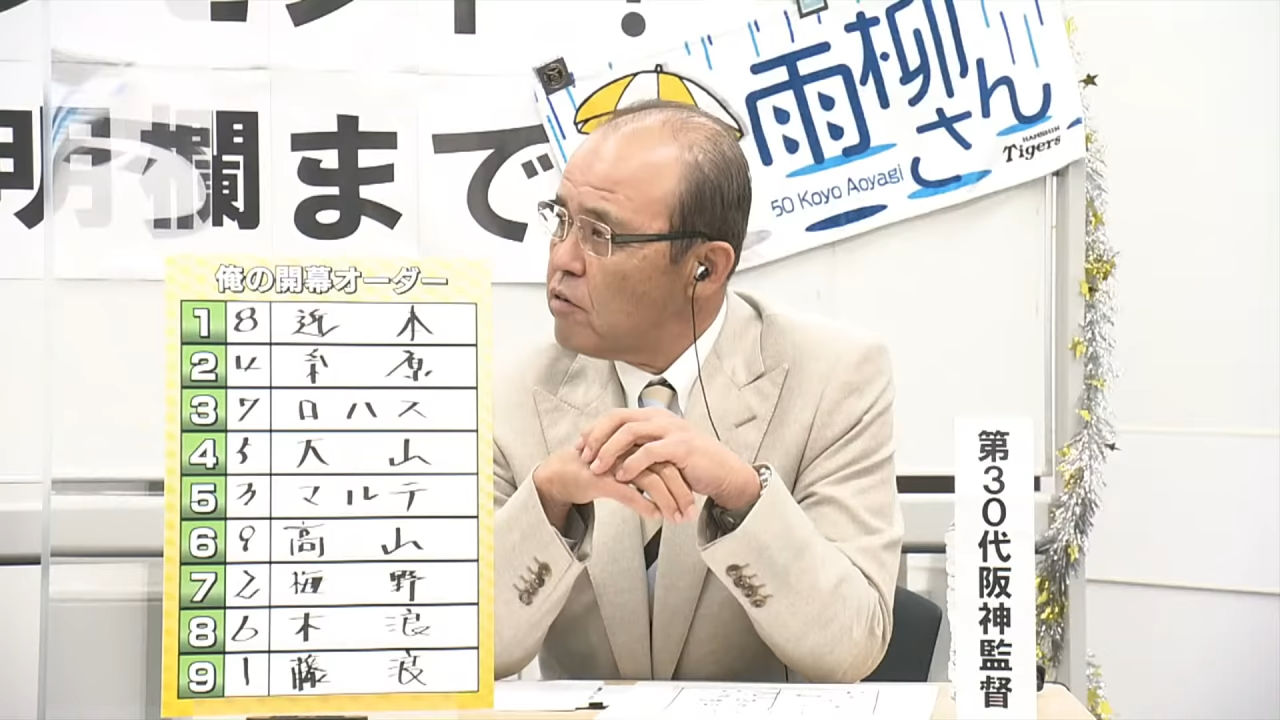 明欄まで
雨柳さん
HANSHIN
Tigers
50 Koyo Aoyagi
俺の開幕オーダー
1 8 近本
2 4 糸原
3 7 ロハス
4 5 大山
5 3 マルテ
6 9 高山
7 2 梅野
8 6 木浪
9 1 藤浪
第30代阪神監督